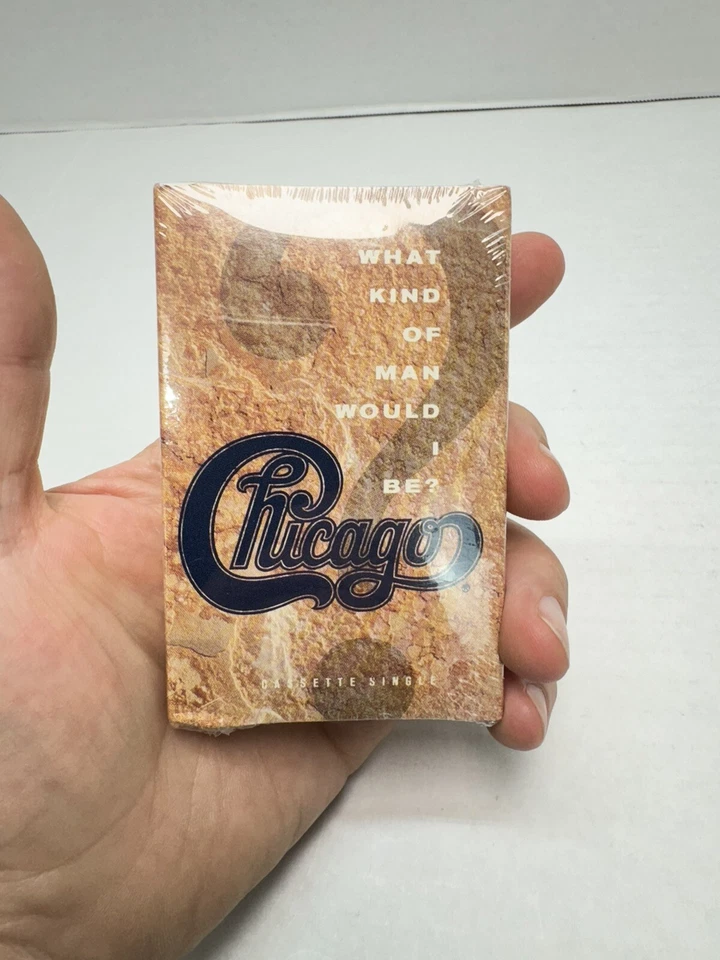 WHAT
KIND
OF
MAN
WOULD
I
BE?
Chicago
®
CASSETTE SINGLE